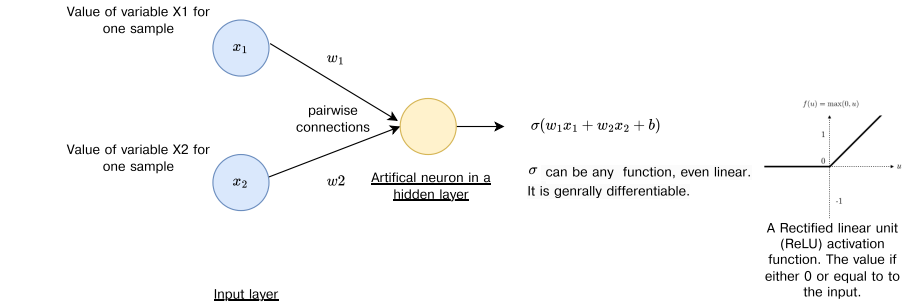 Value of variable X1 for
one sample
x₁
w₁
pairwise
connections
Value of variable X2 for
one sample
x₂
w2
Artifical neuron in a
hidden layer
Input layer
σ(w₁x₁ + w₂x₂ + b)
σ can be any function, even linear.
It is genrally differentiable.
f(u) = max(0, u)
1
0
u
-1
A Rectified linear unit
(ReLU) activation
function. The value if
either 0 or equal to to
the input.